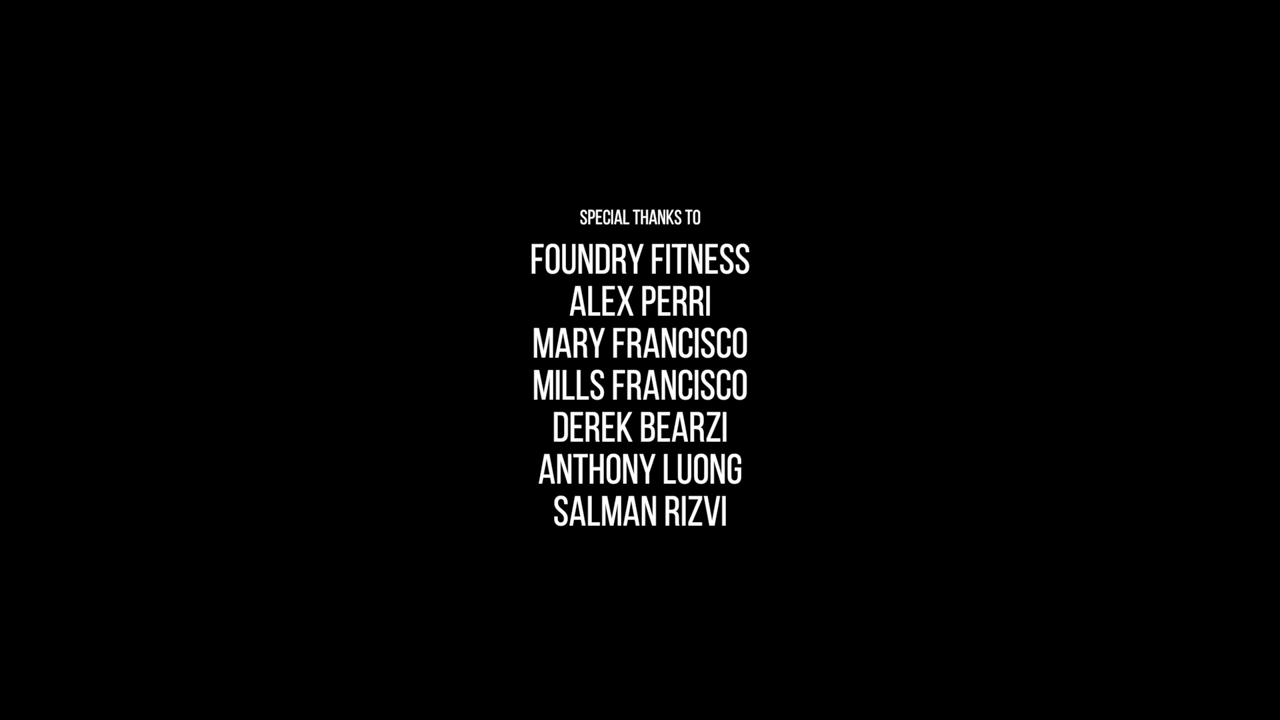 SPECIAL THANKS TO
FOUNDRY FITNESS
ALEX PERRI
MARY FRANCISCO
MILLS FRANCISCO
DEREK BEARZI
ANTHONY LUONG
SALMAN RIZVI